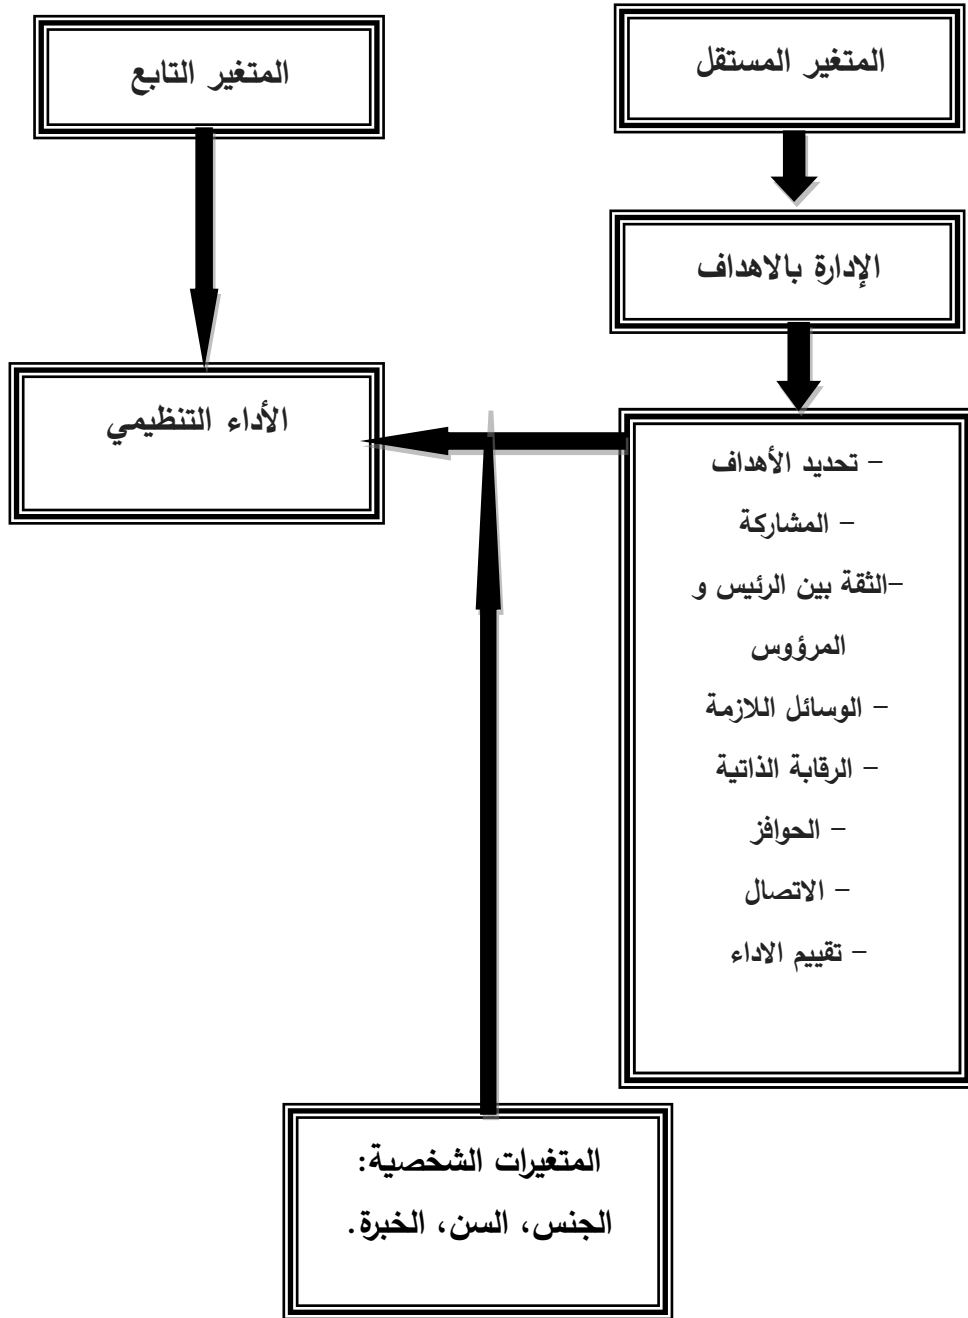 المتغير المستقل
المتغير التابع
الإدارة بالاهداف
الأداء التنظيمي
– تحديد الأهداف
– المشاركة
–الثقة بين الرئيس و
المرؤوس
– الوسائل اللازمة
– الرقابة الذاتية
– الحوافز
– الاتصال
– تقييم الاداء
المتغيرات الشخصية:
الجنس، السن، الخبرة.